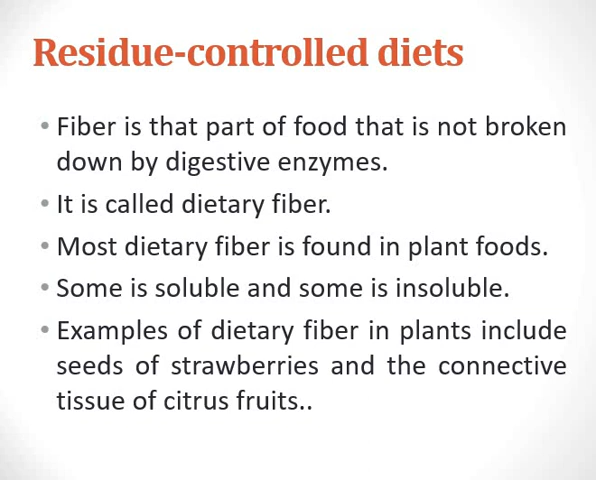 Residue-controlled diets
• Fiber is that part of food that is not broken
down by digestive enzymes.
• It is called dietary fiber.
• Most dietary fiber is found in plant foods.
• Some is soluble and some is insoluble.
• Examples of dietary fiber in plants include
seeds of strawberries and the connective
tissue of citrus fruits..